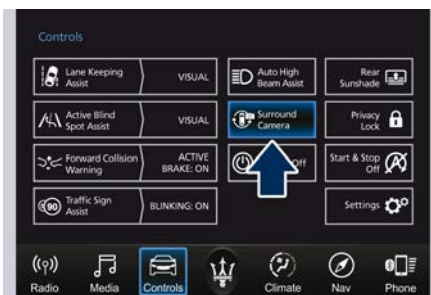 Controls
Lane Keeping
Assist
VISUAL
Auto High
Beam Assist
Rear
Sunshade
Active Blind
Spot Assist
VISUAL
Surround
Camera
Privacy
Lock
Forward Collision
Warning
ACTIVE
BRAKE: ON
Off
Start & Stop
Off
90
Traffic Sign
Assist
BLINKING: ON
Settings
Radio
Media
Controls
Climate
Nav
Phone